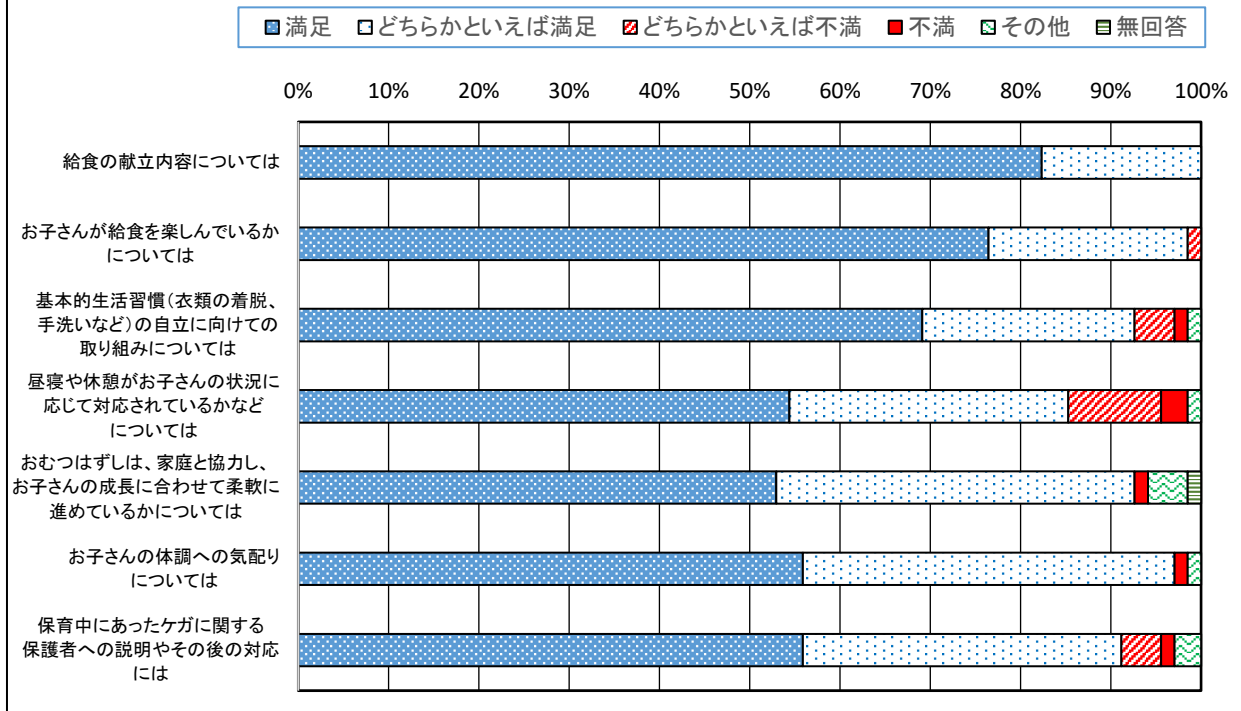 満足 どちらかといえば満足 どちらかといえば不満 不満 その他 無回答
0% 10% 20% 30% 40% 50% 60% 70% 80% 90% 100%
給食の献立内容については
お子さんが給食を楽しんでいるか
については
基本的生活習慣（衣類の着脱、
手洗いなど）の自立に向けての
取り組みについては
昼寝や休憩がお子さんの状況に
応じて対応されているかなど
については
おむつはずしは、家庭と協力し、
お子さんの成長に合わせて柔軟に
進めているかについては
お子さんの体調への気配り
については
保育中にあったケガに関する
保護者への説明やその後の対応
には